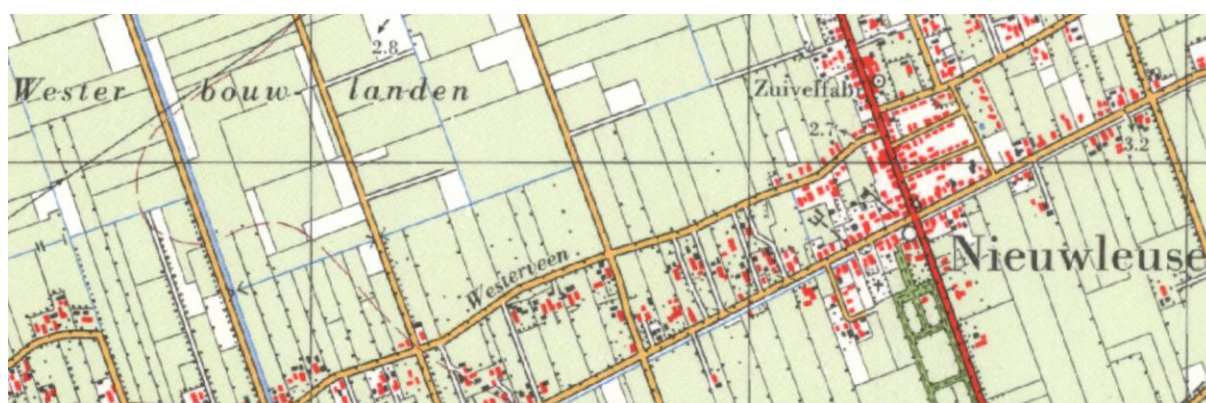 2.8
Wester bouw- landen
Zuivelfab.
2.7
3.2
Nieuwleuse
Westerveen